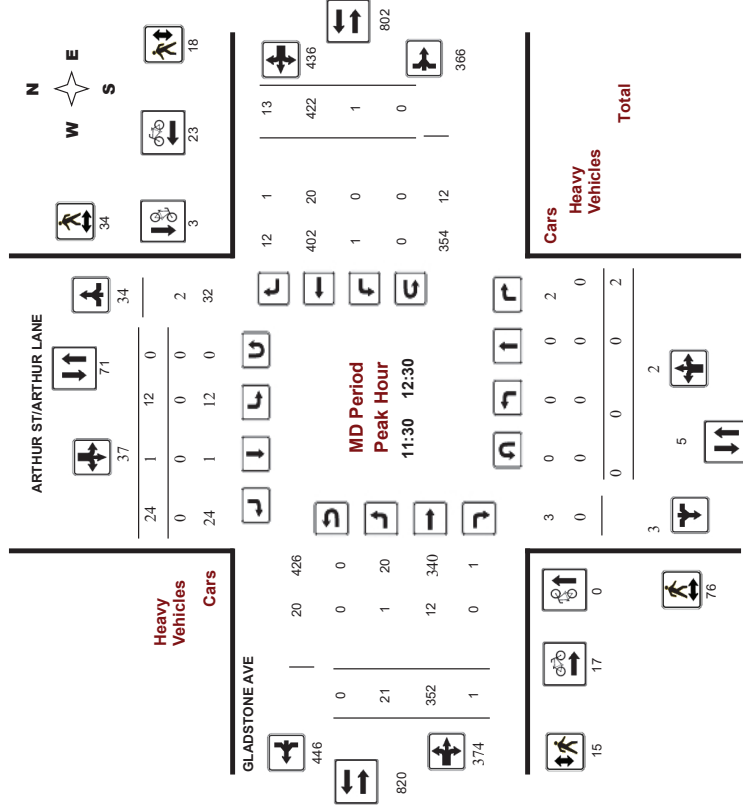 ARTHUR ST/ARTHUR LANE
N
W E
S
71
37 34
34
3 23 18
24 1 12 0
Heavy Vehicles
0 0 0 0 2
Cars
24 1 12 0 32
GLADSTONE AVE
446
820
374
20 426
0 0 0
21 1 20
352 12 340
1 0 1
MD Period
Peak Hour
11:30 12:30
12 1 13
402 20 422
1 0 1
0 0 0
354 12
436
802
366
Cars
3 0 0 0 2
Heavy
Vehicles
0 0 0 0 0
Total
0 0 0 2
3 2
5
15 17 0
76